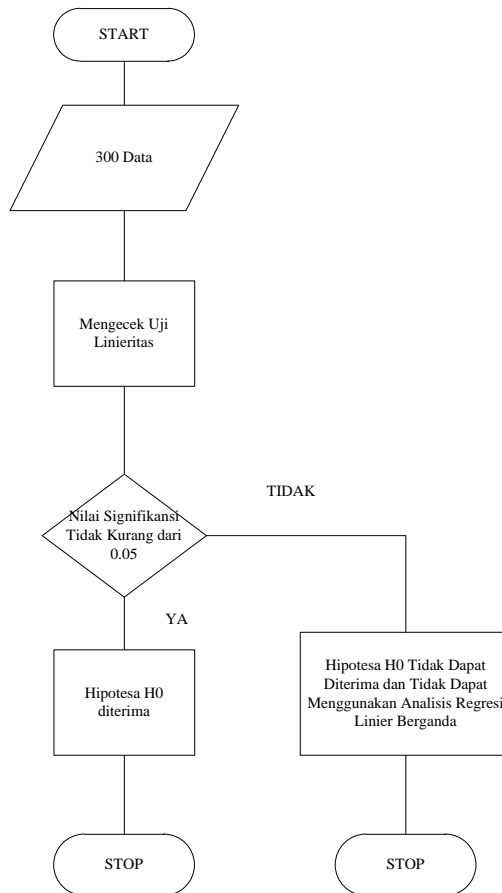 START
300 Data
Mengecek Uji
Linieritas
Nilai Signifikansi
Tidak Kurang dari
0.05
TIDAK
YA
Hipotesa H0
diterima
Hipotesa H0 Tidak Dapat
Diterima dan Tidak Dapat
Menggunakan Analisis Regresi
Linier Berganda
STOP
STOP